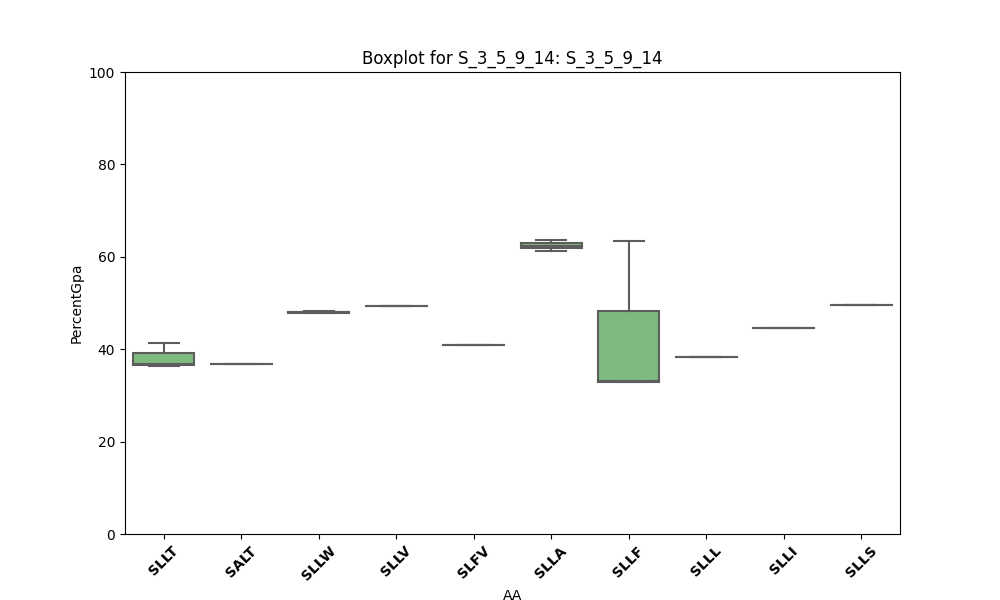 Boxplot for S_3_5_9_14: S_3_5_9_14
PercentGpa
100
80
60
40
20
0
SLLT
SALT
SLLW
SLLV
SLFV
SLLA
SLLF
SLLL
SLLI
SLLS
AA